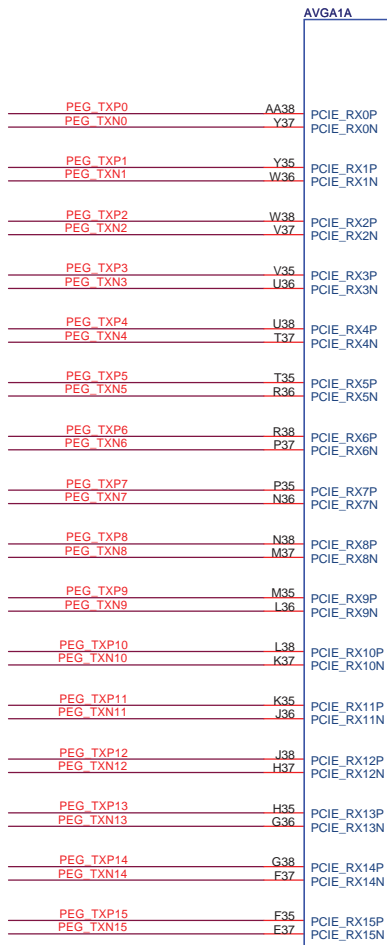 AVGA1A
PEG_TXP0 AA38 PCIE_RX0P
PEG_TXN0 Y37 PCIE_RX0N
PEG_TXP1 Y35 PCIE_RX1P
PEG_TXN1 W36 PCIE_RX1N
PEG_TXP2 W38 PCIE_RX2P
PEG_TXN2 V37 PCIE_RX2N
PEG_TXP3 V35 PCIE_RX3P
PEG_TXN3 U36 PCIE_RX3N
PEG_TXP4 U38 PCIE_RX4P
PEG_TXN4 T37 PCIE_RX4N
PEG_TXP5 T35 PCIE_RX5P
PEG_TXN5 R36 PCIE_RX5N
PEG_TXP6 R38 PCIE_RX6P
PEG_TXN6 P37 PCIE_RX6N
PEG_TXP7 P35 PCIE_RX7P
PEG_TXN7 N36 PCIE_RX7N
PEG_TXP8 N38 PCIE_RX8P
PEG_TXN8 M37 PCIE_RX8N
PEG_TXP9 M35 PCIE_RX9P
PEG_TXN9 L36 PCIE_RX9N
PEG_TXP10 L38 PCIE_RX10P
PEG_TXN10 K37 PCIE_RX10N
PEG_TXP11 K35 PCIE_RX11P
PEG_TXN11 J36 PCIE_RX11N
PEG_TXP12 J38 PCIE_RX12P
PEG_TXN12 H37 PCIE_RX12N
PEG_TXP13 H35 PCIE_RX13P
PEG_TXN13 G36 PCIE_RX13N
PEG_TXP14 G38 PCIE_RX14P
PEG_TXN14 F37 PCIE_RX14N
PEG_TXP15 F35 PCIE_RX15P
PEG_TXN15 E37 PCIE_RX15N